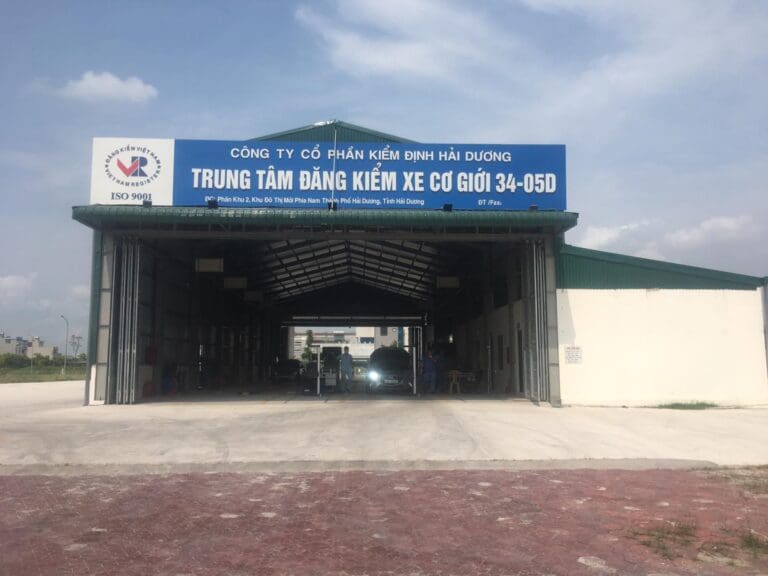 ĐĂNG KIỂM VIỆT NAM
VR
VIETNAM REGISTER
ISO 9001
CÔNG TY CỔ PHẦN KIỂM ĐỊNH HẢI DƯƠNG
TRUNG TÂM ĐĂNG KIỂM XE CƠ GIỚI 34-05D
ĐC: Phân Khu 2, Khu Đô Thị Mới Phía Nam Thành Phố Hải Dương, Tỉnh Hải Dương
ĐT /Fax: